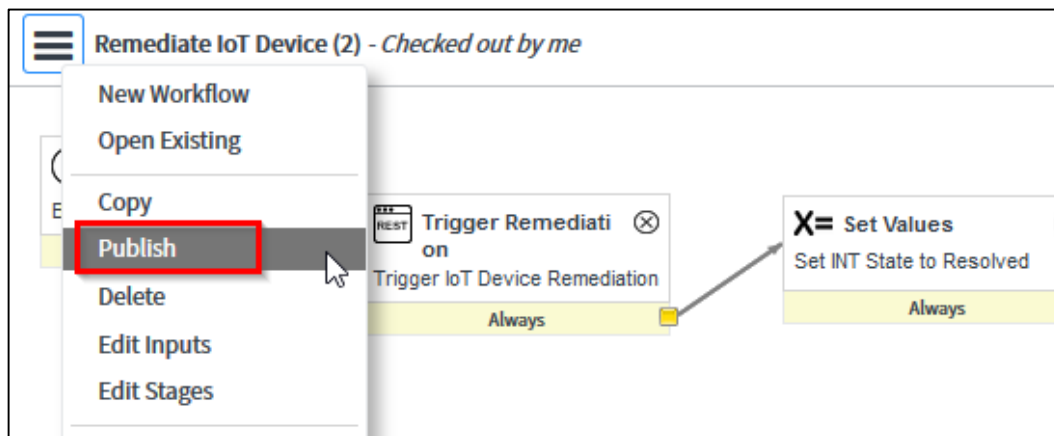 Remediate IoT Device (2) - Checked out by me
New Workflow
Open Existing
Copy
Publish
Delete
Edit Inputs
Edit Stages
E
REST
Trigger Remediati
on
Trigger IoT Device Remediation
Always
X= Set Values
Set INT State to Resolved
Always